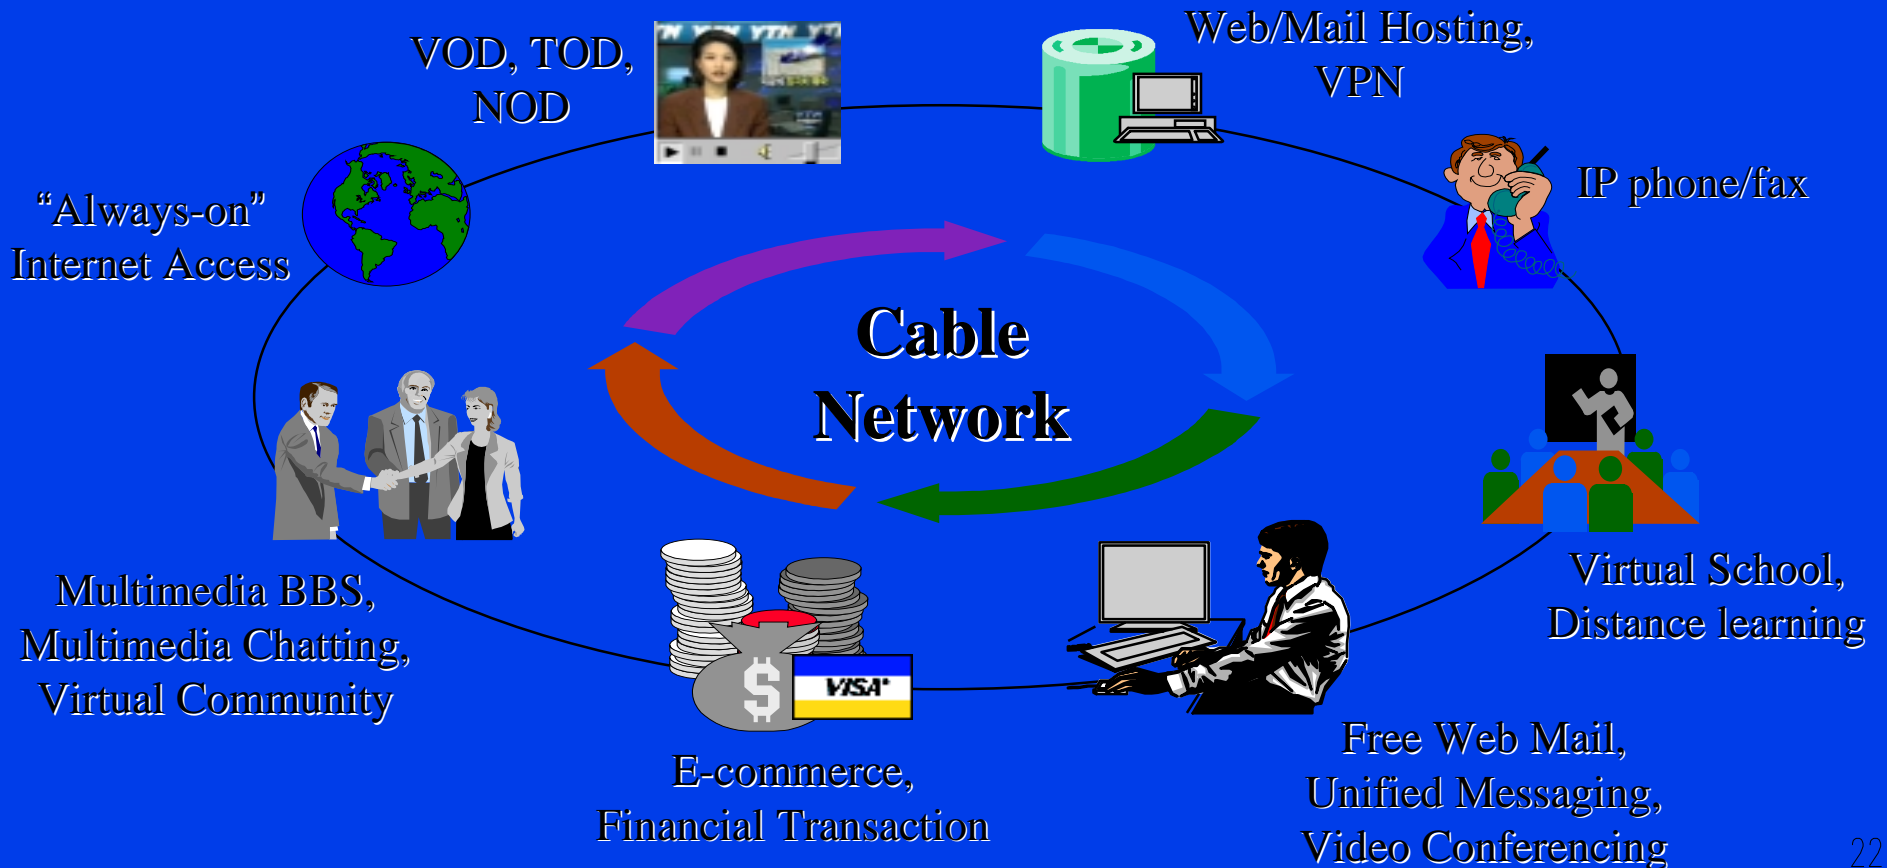 VOD, TOD,
NOD
YTN YTN
Web/Mail Hosting,
VPN
IP phone/fax
“Always-on”
Internet Access
Cable
Network
Virtual School,
Distance learning
Multimedia BBS,
Multimedia Chatting,
Virtual Community
$
VISA
E-commerce,
Financial Transaction
Free Web Mail,
Unified Messaging,
Video Conferencing
22